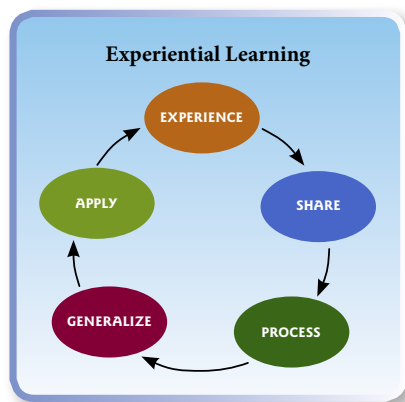 Experiential Learning
EXPERIENCE
SHARE
PROCESS
GENERALIZE
APPLY